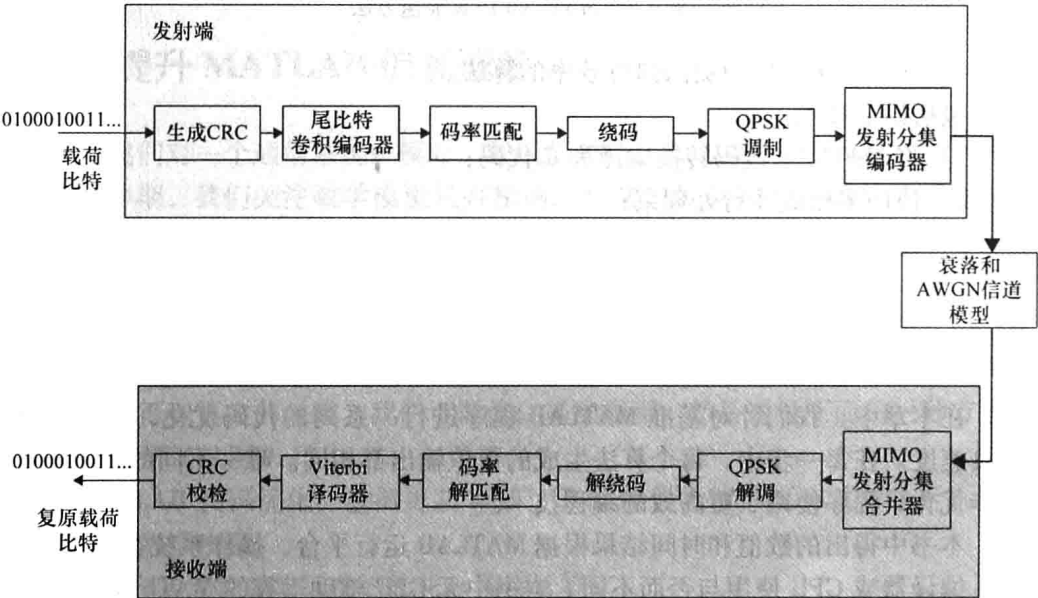 发射端
0100010011...
载荷
比特
生成CRC
尾比特
卷积编码器
码率匹配
绕码
QPSK
调制
MIMO
发射分集
编码器
衰落和
AWGN信道
模型
MIMO
发射分集
合并器
QPSK
解调
解绕码
码率
解匹配
Viterbi
译码器
CRC
校检
0100010011...
复原载荷
比特
接收端